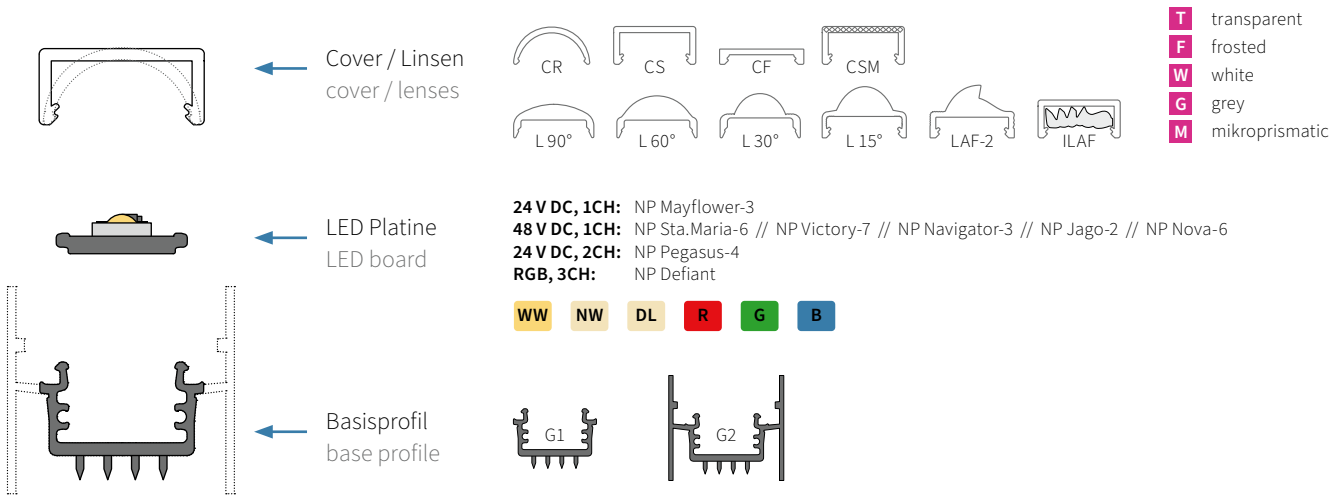 Cover / Linsen
cover / lenses
CR
CS
CF
CSM
L 90°
L 60°
L 30°
L 15°
LAF-2
ILAF
T transparent
F frosted
W white
G grey
M mikroprismatic
LED Platine
LED board
24 V DC, 1CH: NP Mayflower-3
48 V DC, 1CH: NP Sta.Maria-6 // NP Victory-7 // NP Navigator-3 // NP Jago-2 // NP Nova-6
24 V DC, 2CH: NP Pegasus-4
RGB, 3CH: NP Defiant
WW NW DL R G B
Basisprofil
base profile
G1
G2